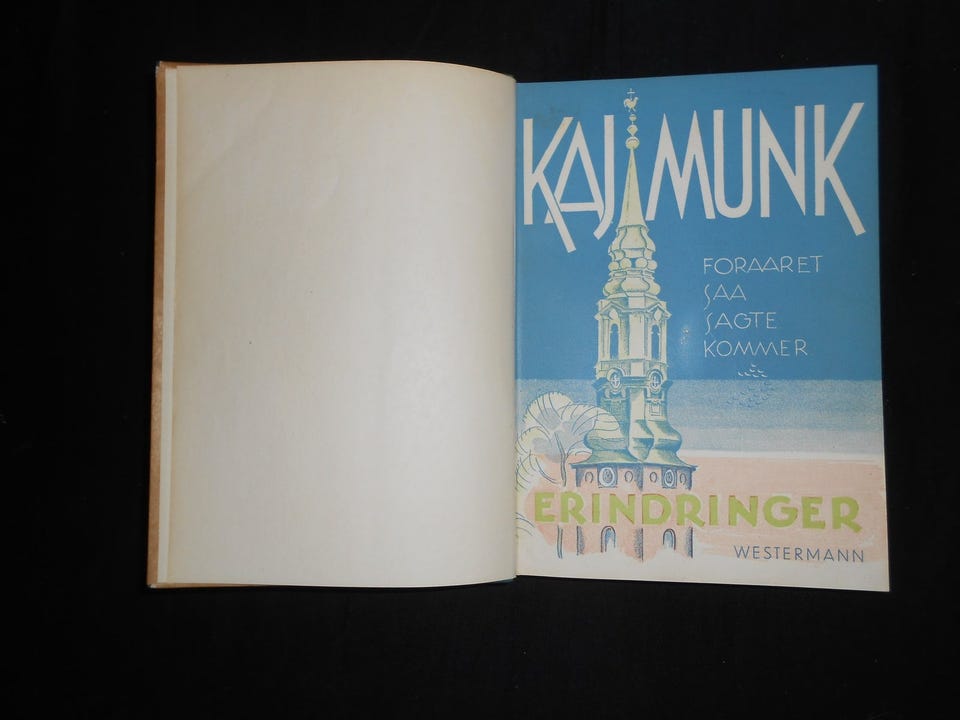 KAJ MUNK
FORAARET
SAA
SAGTE
KOMMER
ERINDRINGER
WESTERMANN